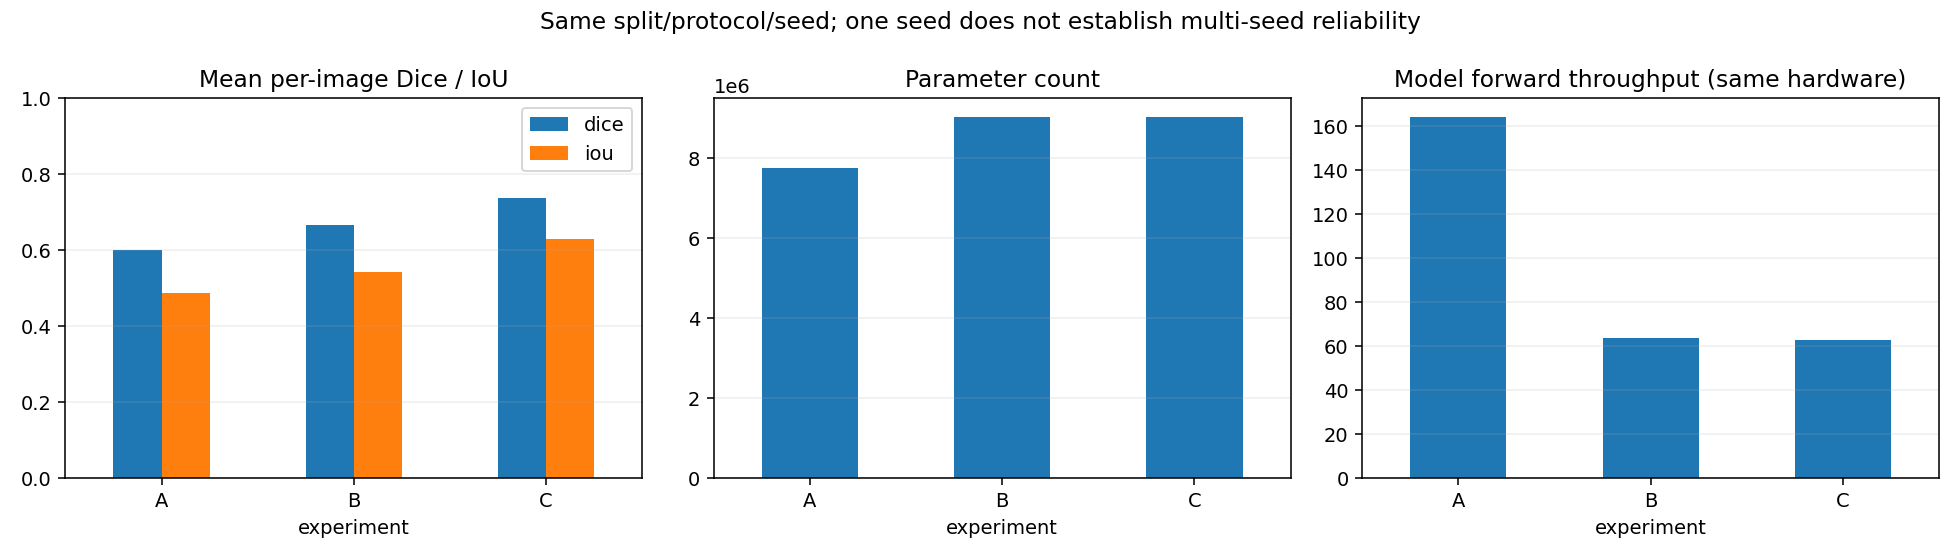 Same split/protocol/seed; one seed does not establish multi-seed reliability
Mean per-image Dice / IoU
1.0
0.8
0.6
0.4
0.2
0.0
dice
iou
A
B
C
experiment
Parameter count
1e6
8
6
4
2
0
A
B
C
experiment
Model forward throughput (same hardware)
160
140
120
100
80
60
40
20
0
A
B
C
experiment